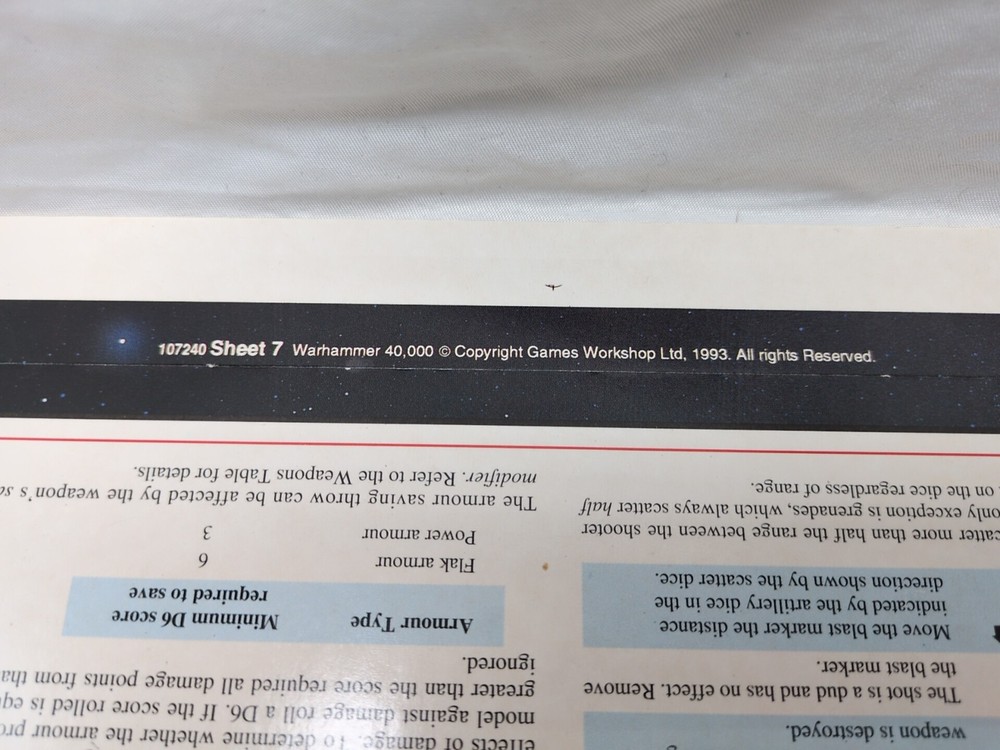 107240 Sheet 7 Warhammer 40,000 © Copyright Games Workshop Ltd, 1993. All rights Reserved.
weapon is destroyed.
The shot is a dud and has no effect. Remove
the blast marker.
Move the blast marker the distance
indicated by the artillery dice in the
direction shown by the scatter dice.
more than half the range between the shooter
only exception is grenades, which always scatter half
on the dice regardless of range.
effects of damage. To determine whether the armour
model against damage roll a D6. If the score rolled is
greater than the score required all damage points from
ignored.
Armour Type Minimum D6 score
required to save
Flak armour 6
Power armour 3
The armour saving throw can be affected by the weapon's
modifier. Refer to the Weapons Table for details.